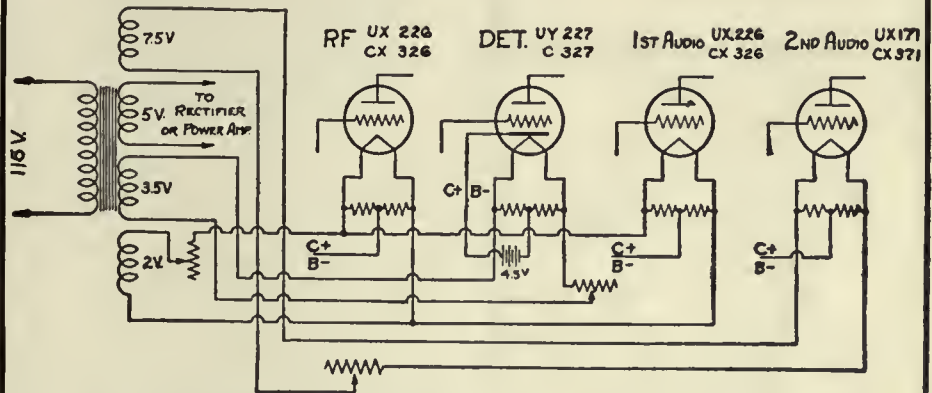 7.5V
RF UX 226
CX 326
DET. UY 227
C 327
1ST AUDIO UX 226
CX 326
2ND AUDIO UX171
CX371
5V.
TO
RECTIFIER
OR POWER AMP.
115 V.
3.5V
2V.
C+
B-
C+ B-
4.5V
C+
B-
C+
B-